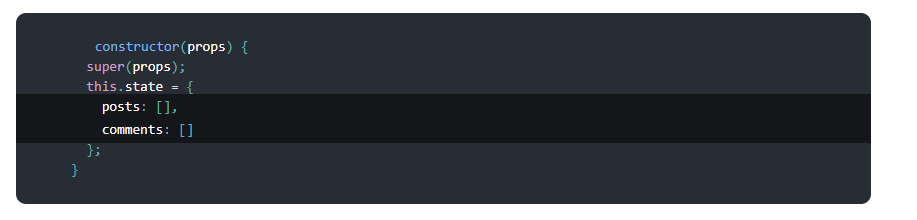 constructor(props) {
super(props);
this.state = {
posts: [],
comments: []
};
}